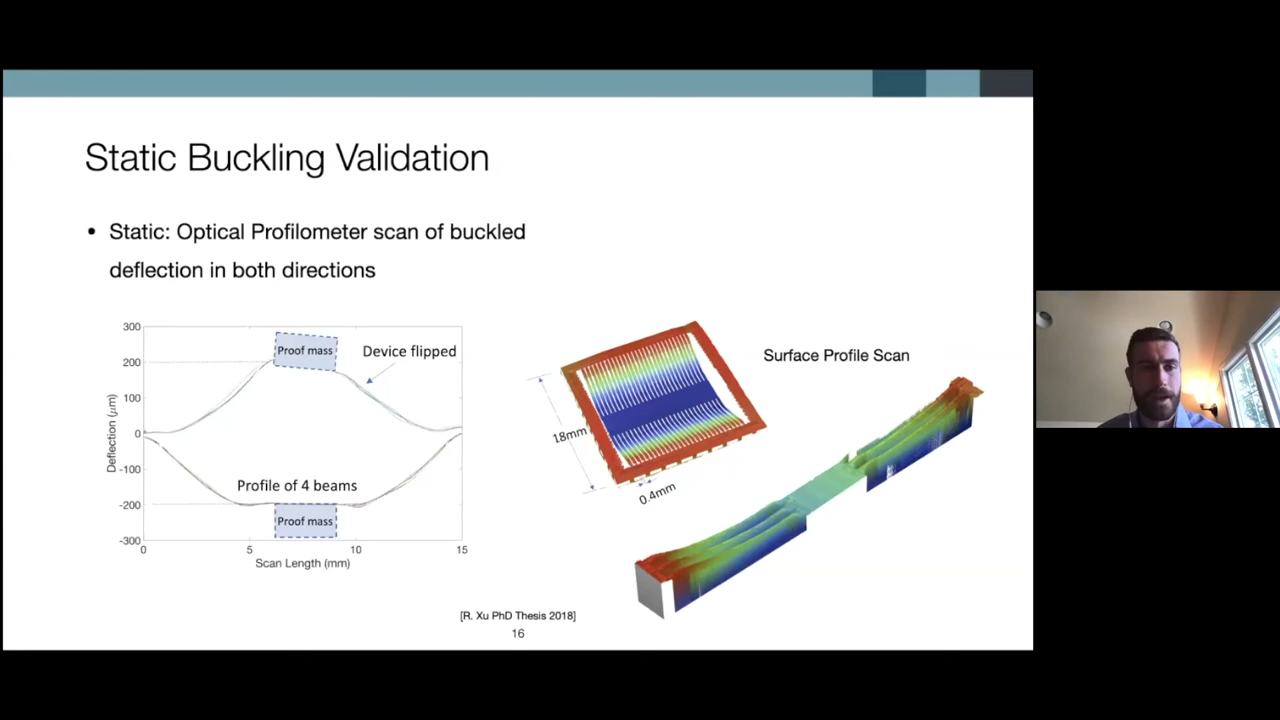 Static Buckling Validation
• Static: Optical Profilometer scan of buckled
deflection in both directions
300
200
100
0
-100
-200
-300
Deflection (μm)
Proof mass
Device flipped
Profile of 4 beams
Proof mass
0
5
10
15
Scan Length (mm)
Surface Profile Scan
18mm
0.4mm
[R. Xu PhD Thesis 2018]
16